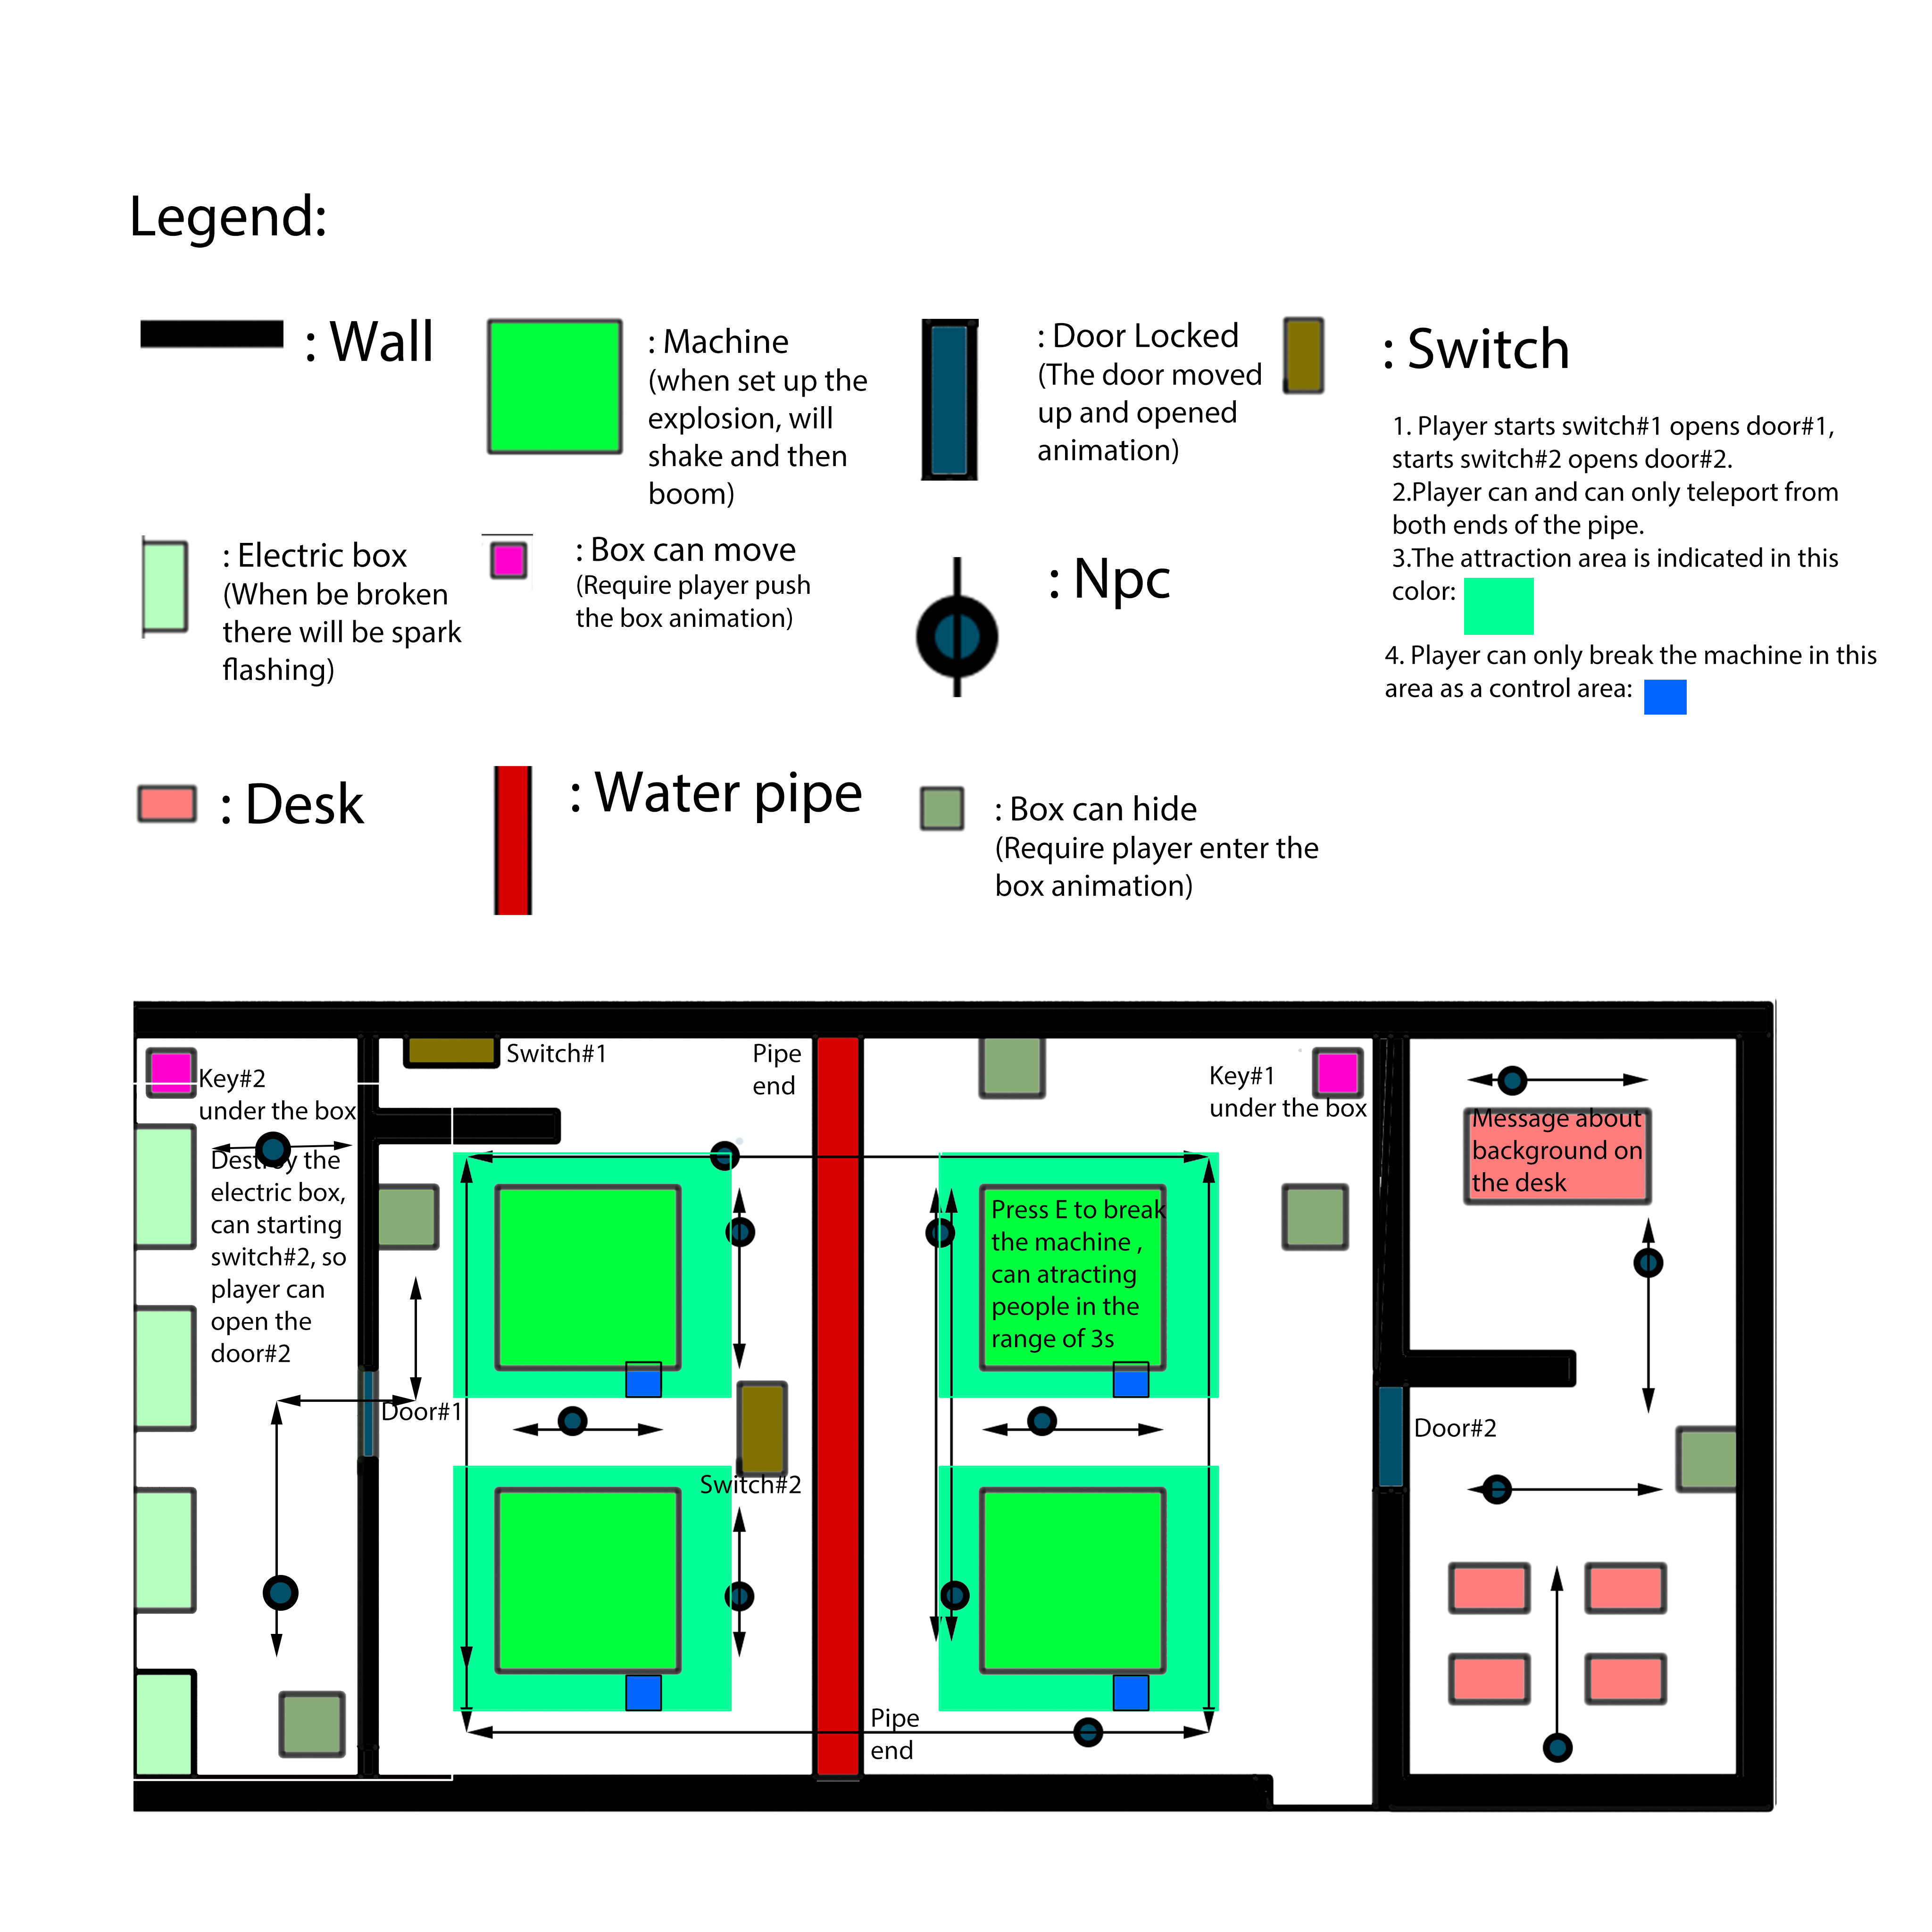 Legend:
: Wall
: Machine
(when set up the
explosion, will
shake and then
boom)
: Door Locked
(The door moved
up and opened
animation)
: Switch
1. Player starts switch#1 opens door#1,
starts switch#2 opens door#2.
2.Player can and can only teleport from
both ends of the pipe.
3.The attraction area is indicated in this
color:
4. Player can only break the machine in this
area as a control area:
: Electric box
(When be broken
there will be spark
flashing)
: Box can move
(Require player push
the box animation)
: Npc
: Desk
: Water pipe
: Box can hide
(Require player enter the
box animation)
Key#2
under the box
Destroy the
electric box,
can starting
switch#2, so
player can
open the
door#2
Switch#1
Pipe
end
Key#1
under the box
Message about
background on
the desk
Press E to break
the machine ,
can atracting
people in the
range of 3s
Door#1
Switch#2
Door#2
Pipe
end